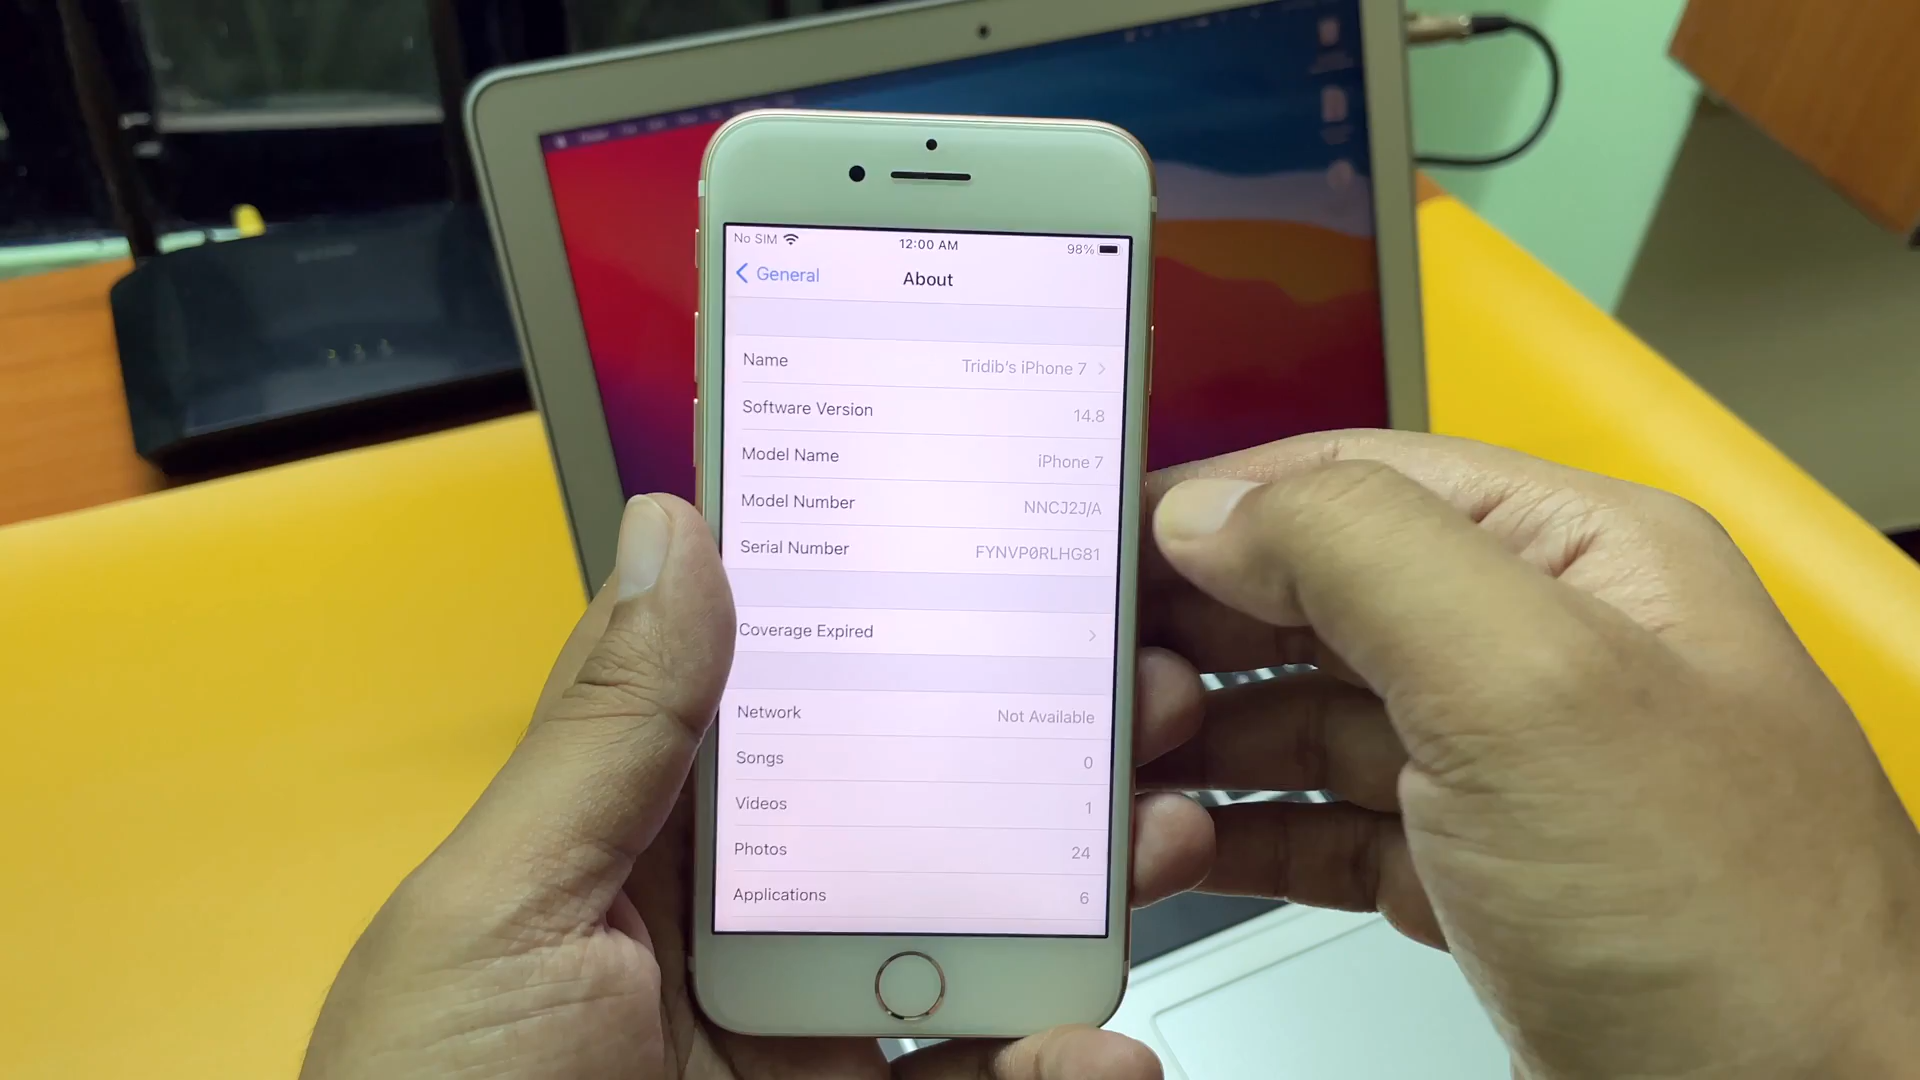 No SIM 12:00 AM 98%
General About
Name Tridib's iPhone 7
Software Version 14.8
Model Name iPhone 7
Model Number NNCJ2J/A
Serial Number FYNVP0RLHG81
Coverage Expired
Network Not Available
Songs 0
Videos 1
Photos 24
Applications 6